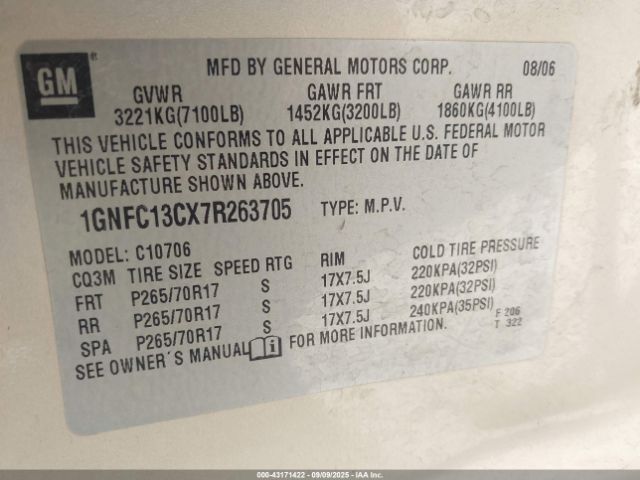 GM
MFD BY GENERAL MOTORS CORP. 08/06
GVWR GAWR FRT GAWR RR
3221KG(7100LB) 1452KG(3200LB) 1860KG(4100LB)
THIS VEHICLE CONFORMS TO ALL APPLICABLE U.S. FEDERAL MOTOR
VEHICLE SAFETY STANDARDS IN EFFECT ON THE DATE OF
MANUFACTURE SHOWN ABOVE.
1GNFC13CX7R263705 TYPE: M.P.V.
MODEL: C10706
CQ3M TIRE SIZE SPEED RTG RIM COLD TIRE PRESSURE
FRT P265/70R17 S 17X7.5J 220KPA(32PSI)
RR P265/70R17 S 17X7.5J 220KPA(32PSI)
SPA P265/70R17 S 17X7.5J 240KPA(35PSI)
SEE OWNER´S MANUAL i FOR MORE INFORMATION. F 206
T 322
000-43171422 - 09/09/2025 - IAA, Inc.